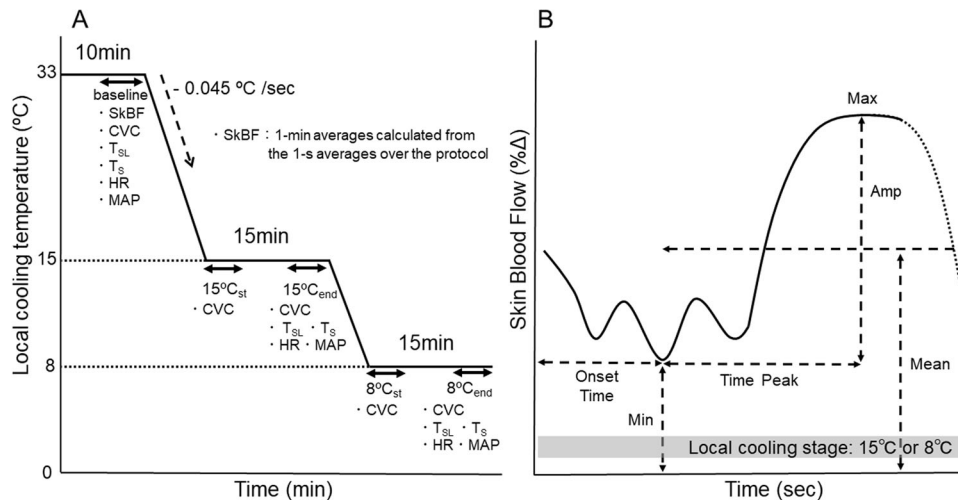 A
10min
33
- 0.045 ºC /sec
baseline
・SkBF
・CVC
・TSL
・TS
・HR
・MAP
・SkBF : 1-min averages calculated from
the 1-s averages over the protocol
15min
15
15ºCst
・CVC
15ºCend
・CVC
・TSL ・TS
・HR・MAP
15min
8
8ºCst
・CVC
8ºCend
・CVC
・TSL ・TS
・HR・MAP
0
Local cooling temperature (ºC)
Time (min)
B
Max
Amp
Mean
Onset
Time
Time Peak
Min
Local cooling stage: 15℃ or 8℃
Skin Blood Flow (%Δ)
Time (sec)